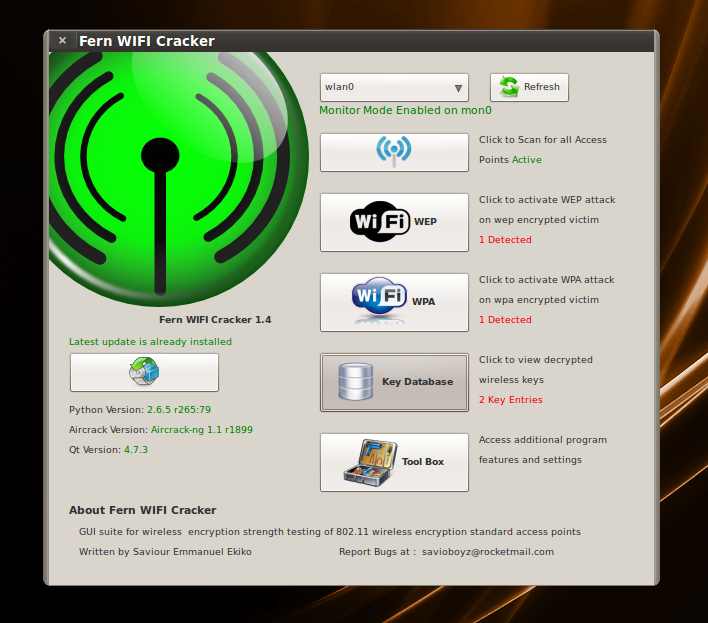 Fern WIFI Cracker
wlan0
Refresh
Monitor Mode Enabled on mon0
Click to Scan for all Access
Points Active
WiFi WEP
Click to activate WEP attack
on wep encrypted victim
1 Detected
WiFi WPA
Click to activate WPA attack
on wpa encrypted victim
1 Detected
Fern WIFI Cracker 1.4
Latest update is already installed
Key Database
Click to view decrypted
wireless keys
2 Key Entries
Python Version: 2.6.5 r265:79
Aircrack Version: Aircrack-ng 1.1 r1899
Qt Version: 4.7.3
Tool Box
Access additional program
features and settings
About Fern WIFI Cracker
GUI suite for wireless  encryption strength testing of 802.11 wireless encryption standard access points
Written by Saviour Emmanuel Ekiko
Report Bugs at :  savioboyz@rocketmail.com